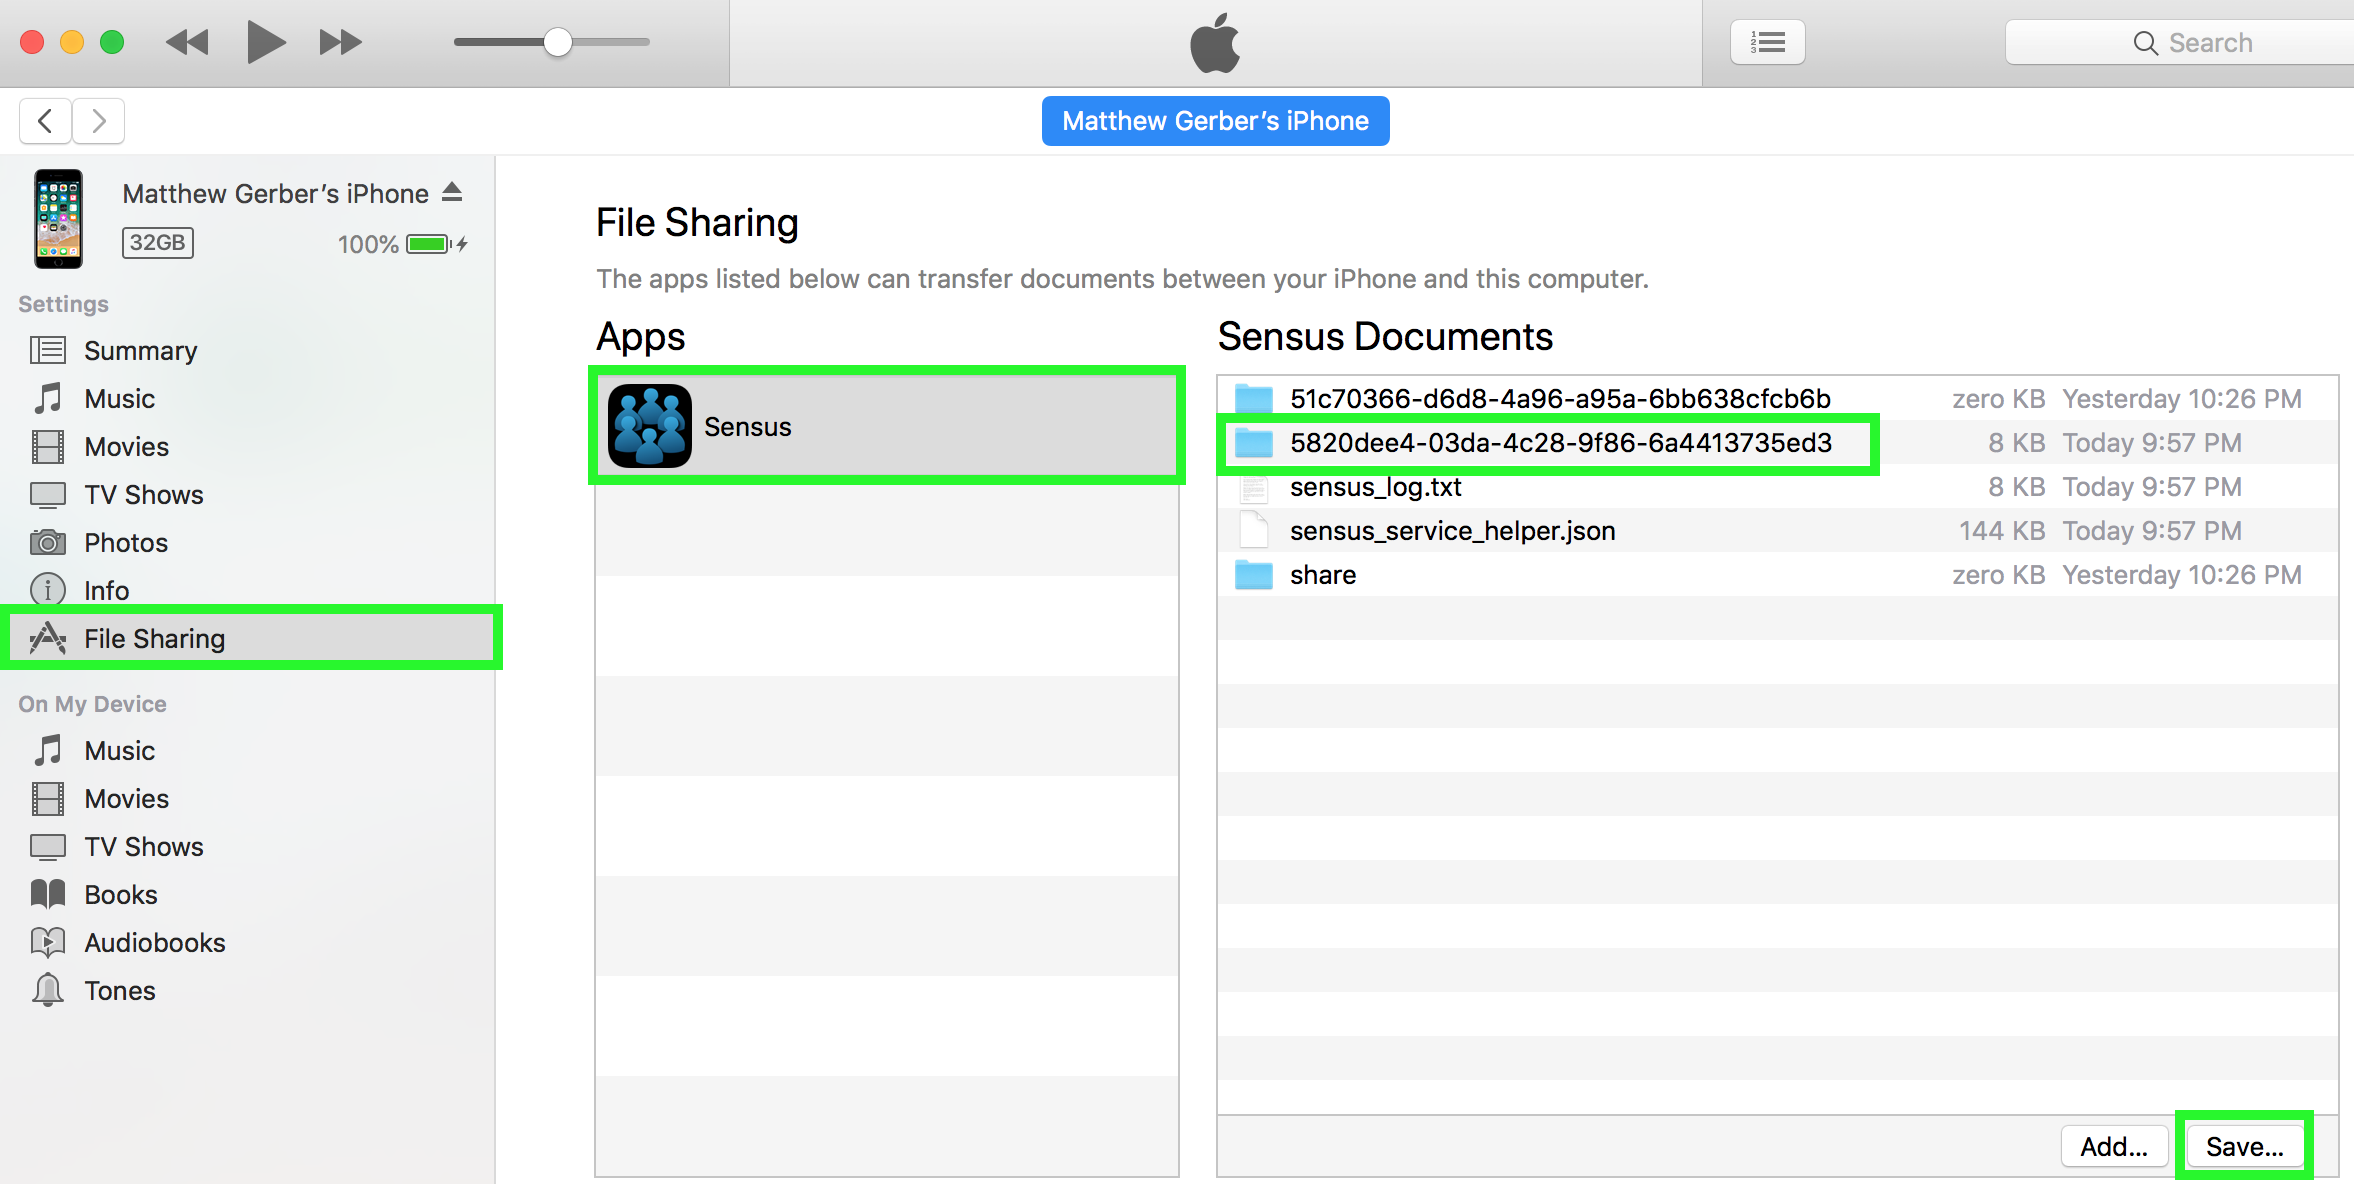 Search
Matthew Gerber’s iPhone
Matthew Gerber’s iPhone
32GB
100%
Settings
Summary
Music
Movies
TV Shows
Photos
Info
File Sharing
On My Device
Music
Movies
TV Shows
Books
Audiobooks
Tones
File Sharing
The apps listed below can transfer documents between your iPhone and this computer.
Apps
Sensus
Sensus Documents
51c70366-d6d8-4a96-a95a-6bb638cfcb6b zero KB Yesterday 10:26 PM
5820dee4-03da-4c28-9f86-6a4413735ed3 8 KB Today 9:57 PM
sensus_log.txt 8 KB Today 9:57 PM
sensus_service_helper.json 144 KB Today 9:57 PM
share zero KB Yesterday 10:26 PM
Add... Save...